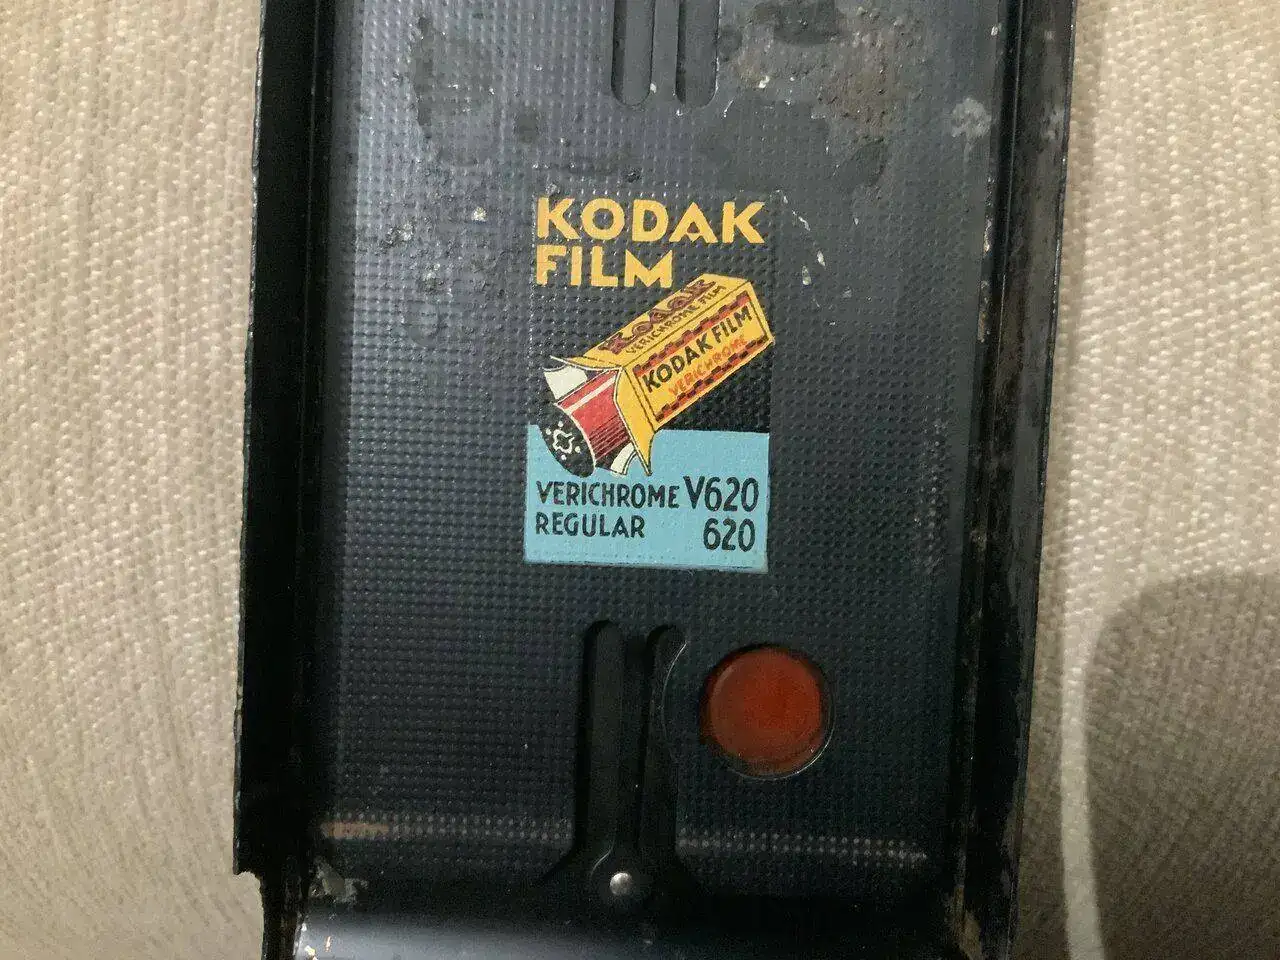 KODAK
FILM
Kodak
VERICHROME FILM
KODAK FILM
VERICHROME
VERICHROME V620
REGULAR 620